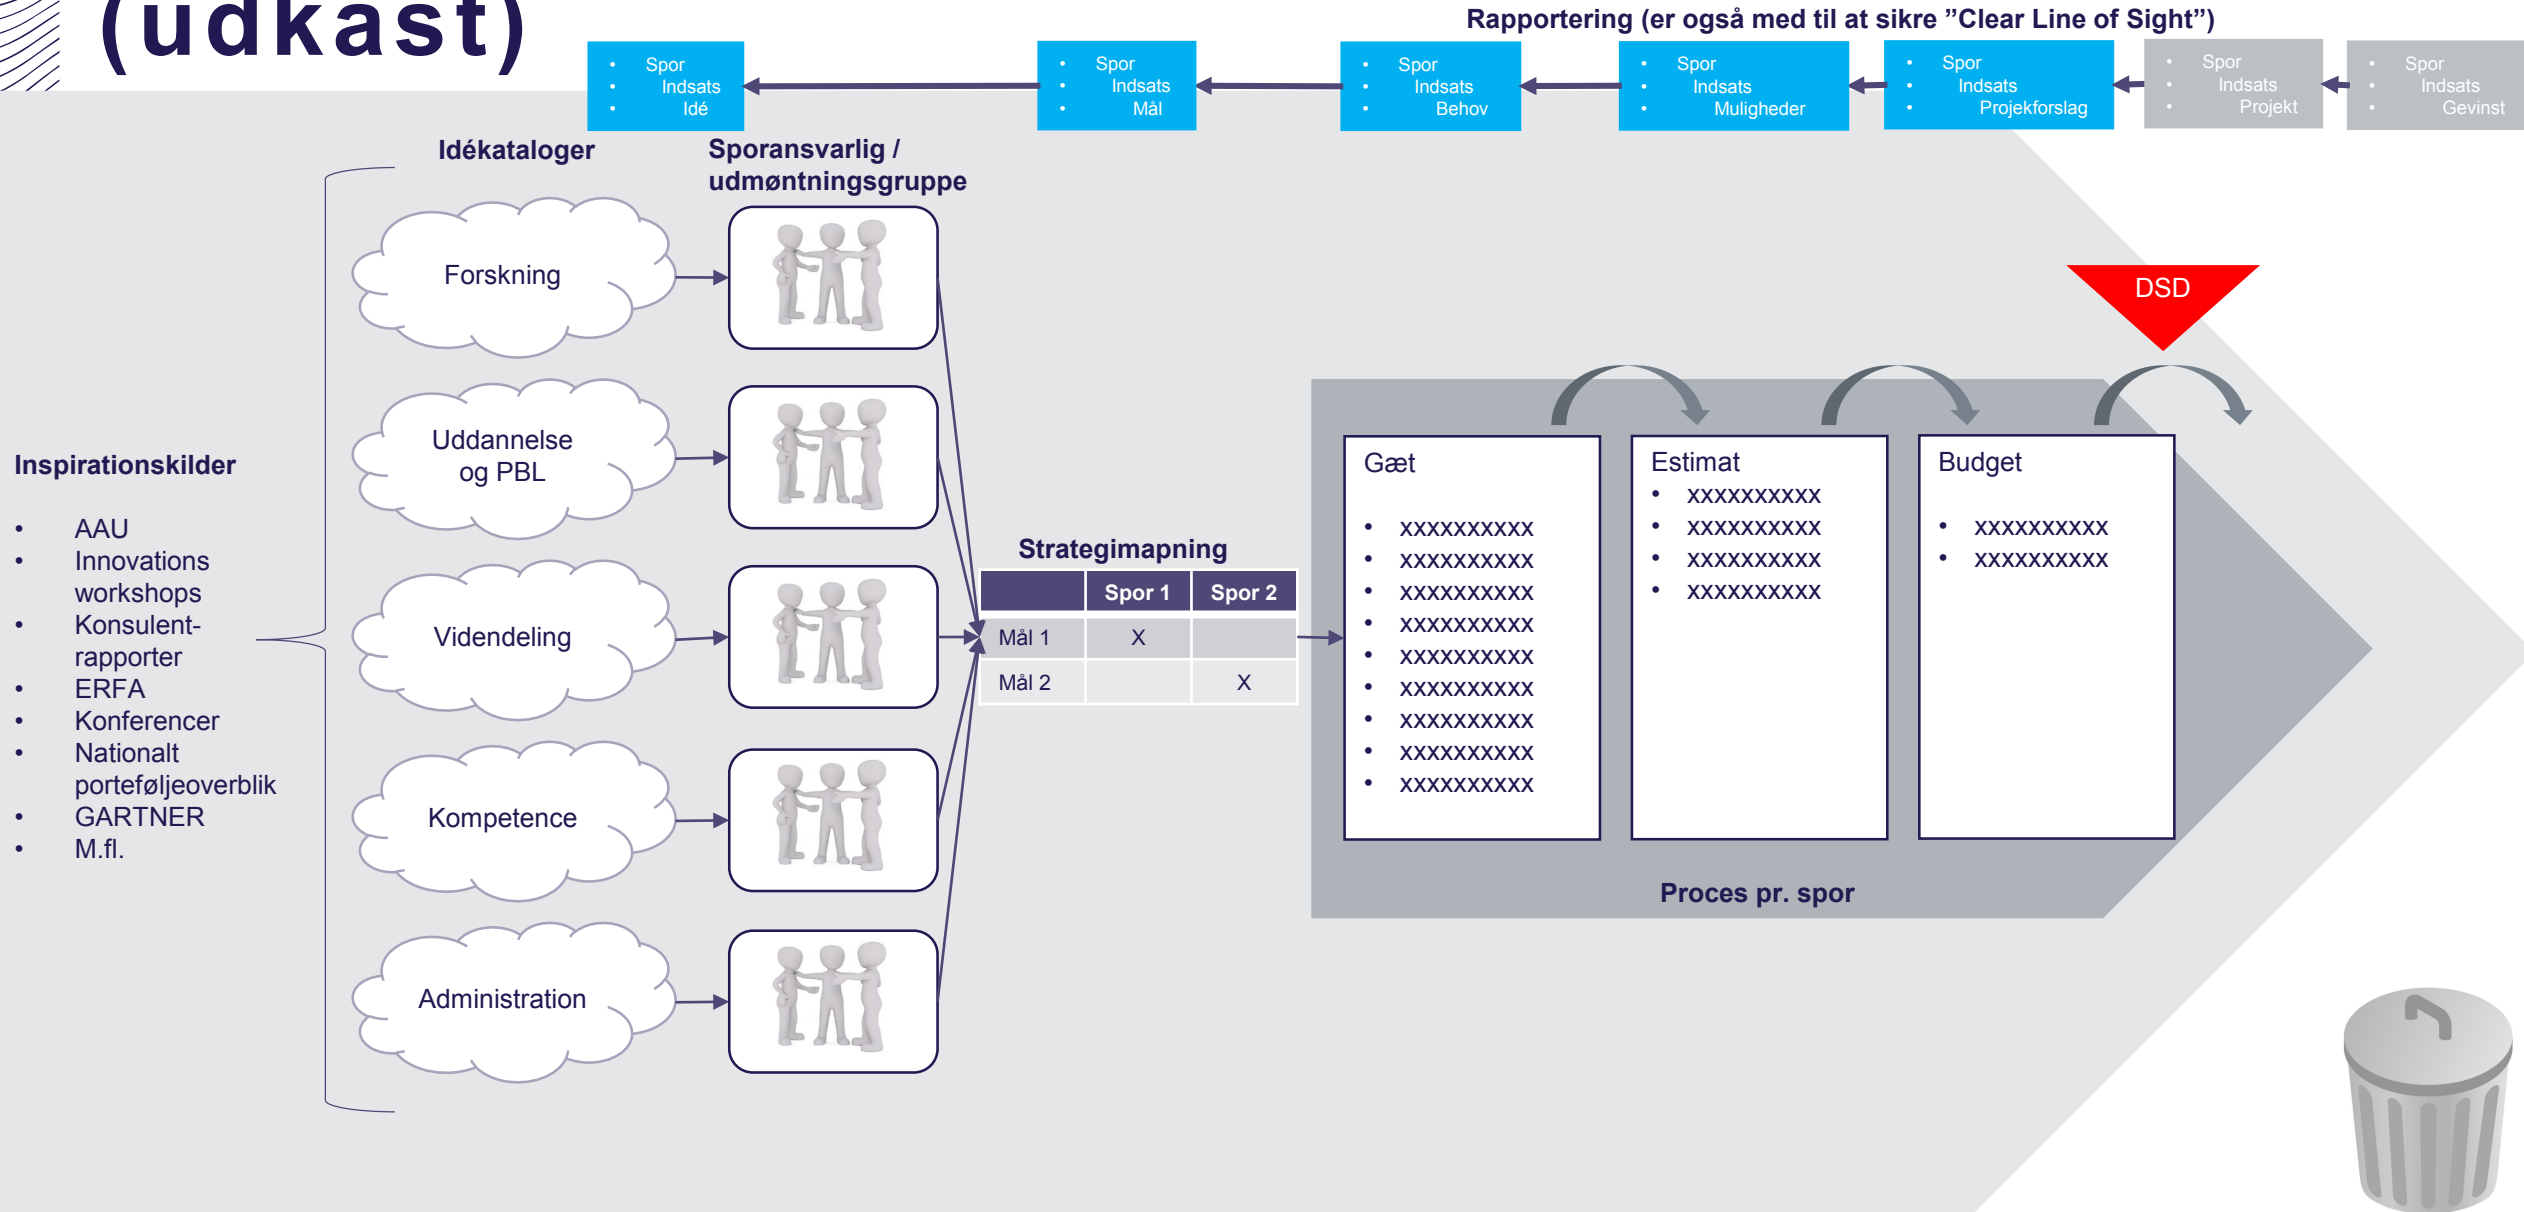 (udkast)
Rapportering (er også med til at sikre ”Clear Line of Sight”)
• Spor
• Indsats
• Idé
• Spor
• Indsats
• Mål
• Spor
• Indsats
• Behov
• Spor
• Indsats
• Muligheder
• Spor
• Indsats
• Projekforslag
• Spor
• Indsats
• Projekt
• Spor
• Indsats
• Gevinst
Inspirationskilder
• AAU
• Innovations
workshops
• Konsulent-
rapporter
• ERFA
• Konferencer
• Nationalt
porteføljeoverblik
• GARTNER
• M.fl.
Idékataloger
Forskning
Uddannelse
og PBL
Videndeling
Kompetence
Administration
Sporansvarlig /
udmøntningsgruppe
Strategimapning
Spor 1 Spor 2
Mål 1 X
Mål 2 X
DSD
Gæt
• xxxxxxxxxx
• xxxxxxxxxx
• xxxxxxxxxx
• xxxxxxxxxx
• xxxxxxxxxx
• xxxxxxxxxx
• xxxxxxxxxx
• xxxxxxxxxx
• xxxxxxxxxx
Estimat
• xxxxxxxxxx
• xxxxxxxxxx
• xxxxxxxxxx
• xxxxxxxxxx
Budget
• xxxxxxxxxx
• xxxxxxxxxx
Proces pr. spor